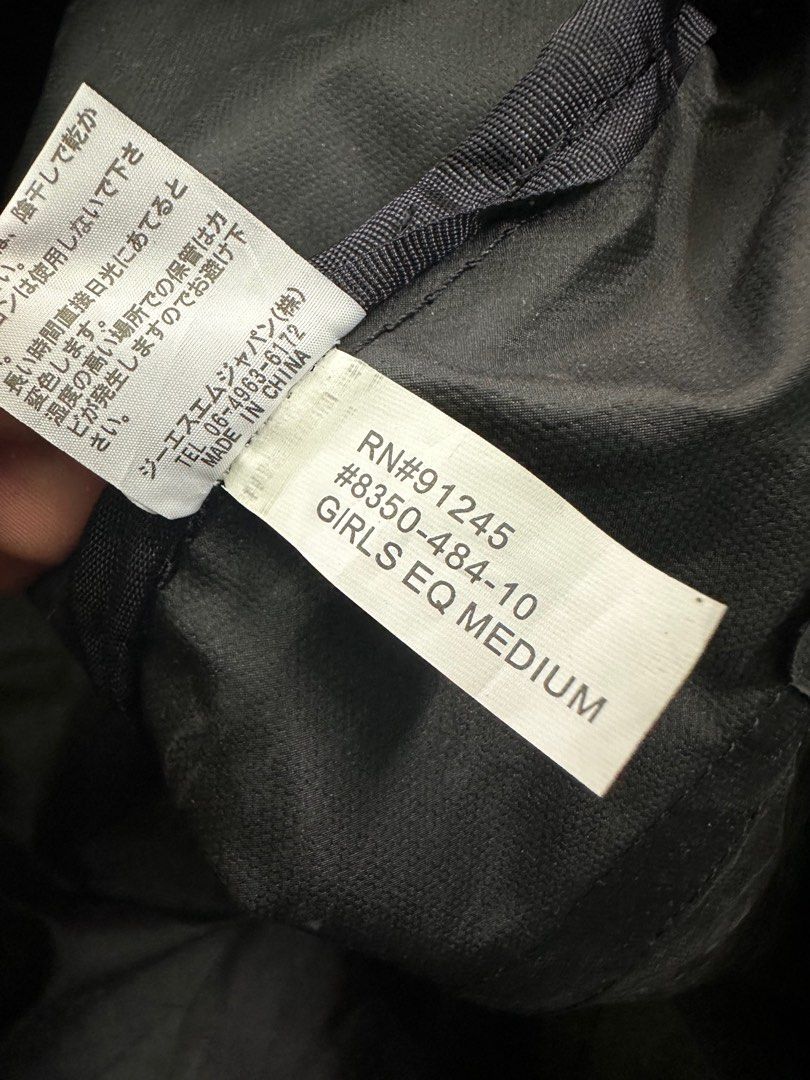 、陰干しで乾か
い。
ンは使用しないで下さ
。
長い時間直接日光にあてると
変色します。
湿度の高い場所での保管はカ
ビが発生しますのでお避け下
さい。
ジーエスエムジャパン(株)
TEL 06-4963-6172
MADE IN CHINA
RN#91245
#8350-484-10
GIRLS EQ MEDIUM